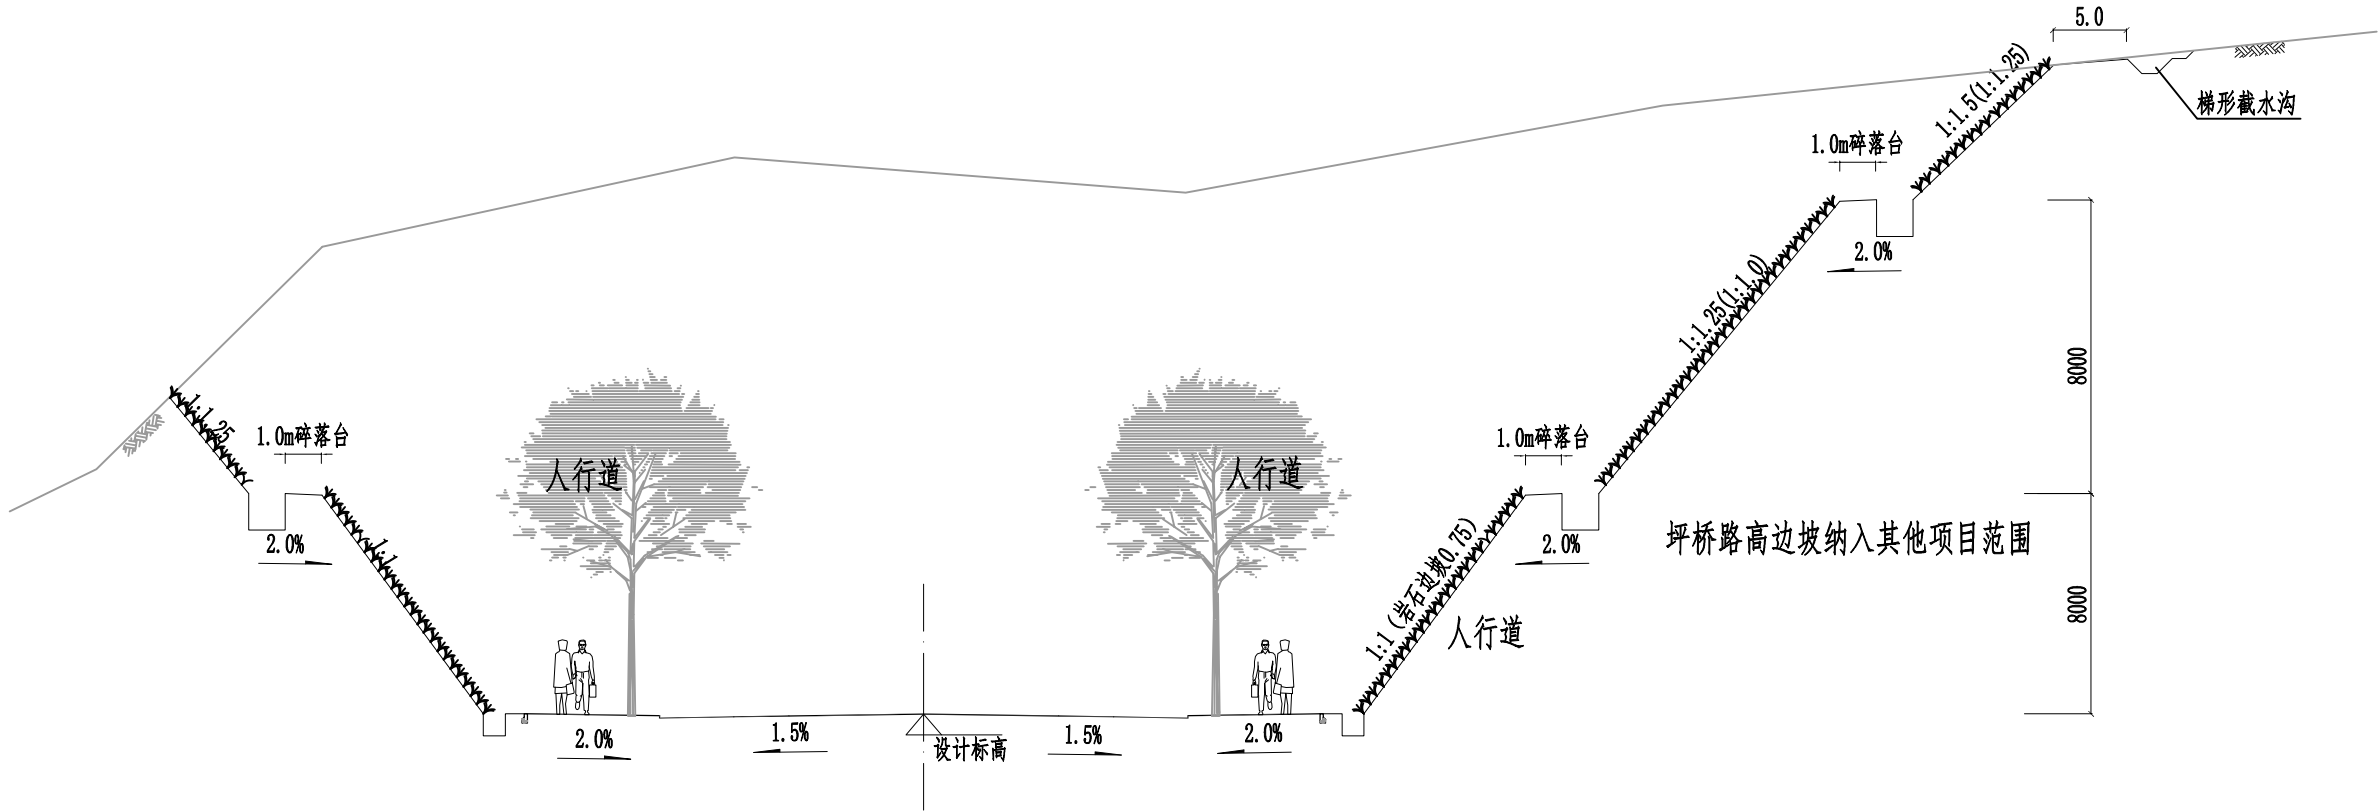 5.0
1:1.5(1:1.25)
梯形截水沟
1.0m碎落台
2.0%
1:1.25(1:1.0)
8000
1:1.25
1.0m碎落台
人行道
人行道
1.0m碎落台
2.0%
1:1
2.0%
坪桥路高边坡纳入其他项目范围
1:1(岩石边坡0.75)
人行道
8000
2.0%
1.5%
设计标高
1.5%
2.0%